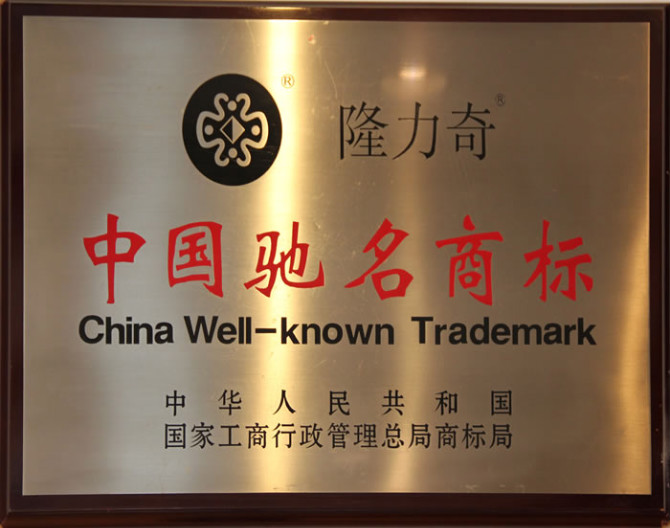 ® 隆力奇®
中国驰名商标
China Well-known Trademark
中华人民共和国
国家工商行政管理总局商标局